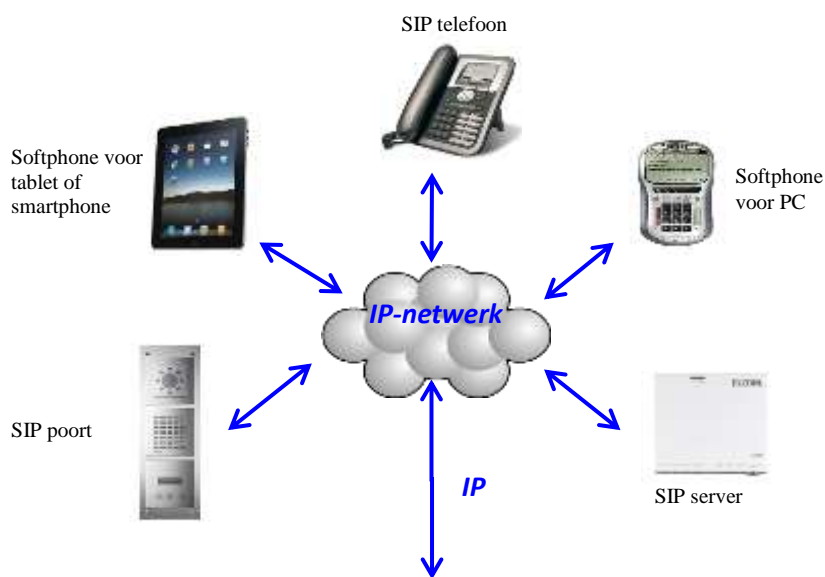 SIP telefoon
Softphone voor
tablet of
smartphone
Softphone
voor PC
IP-netwerk
SIP poort
IP
SIP server